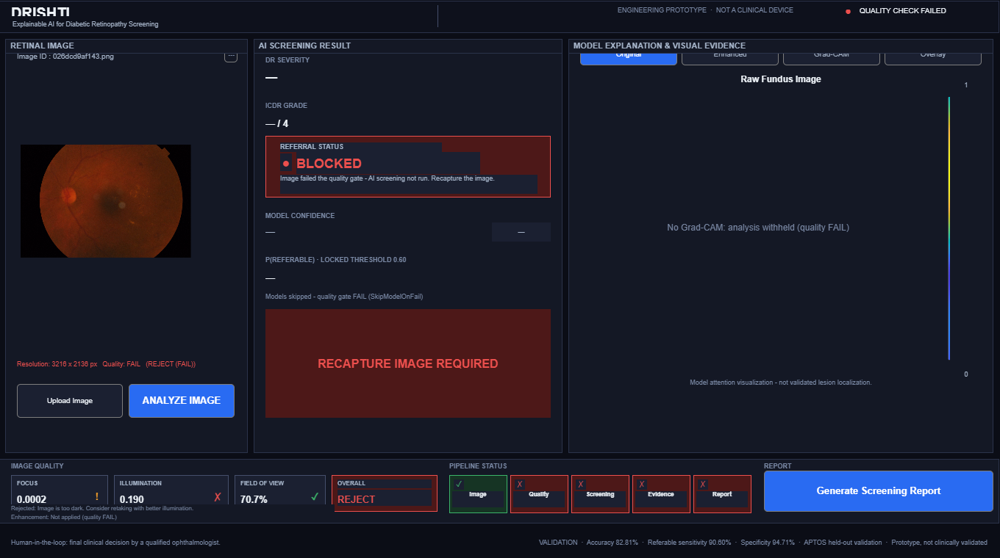 DRISHTI
Explainable AI for Diabetic Retinopathy Screening
ENGINEERING PROTOTYPE · NOT A CLINICAL DEVICE
● QUALITY CHECK FAILED
RETINAL IMAGE
Image ID : 026dcd9af143.png
Resolution: 3216 x 2136 px Quality: FAIL (REJECT (FAIL))
Upload Image
ANALYZE IMAGE
AI SCREENING RESULT
DR SEVERITY
—
ICDR GRADE
— / 4
REFERRAL STATUS
● BLOCKED
Image failed the quality gate - AI screening not run. Recapture the image.
MODEL CONFIDENCE
—
—
P(REFERABLE) · LOCKED THRESHOLD 0.60
—
Models skipped - quality gate FAIL (SkipModelOnFail)
RECAPTURE IMAGE REQUIRED
MODEL EXPLANATION & VISUAL EVIDENCE
Original
Enhanced
Grad-CAM
Overlay
Raw Fundus Image
1
No Grad-CAM: analysis withheld (quality FAIL)
0
Model attention visualization - not validated lesion localization.
IMAGE QUALITY
FOCUS
0.0002 !
ILLUMINATION
0.190 ✗
FIELD OF VIEW
70.7% ✓
OVERALL
REJECT
Rejected: Image is too dark. Consider retaking with better illumination.
Enhancement: Not applied (quality FAIL)
PIPELINE STATUS
✓
Image
✗
Quality
✗
Screening
✗
Evidence
✗
Report
REPORT
Generate Screening Report
Human-in-the-loop: final clinical decision by a qualified ophthalmologist.
VALIDATION · Accuracy 82.81% · Referable sensitivity 90.60% · Specificity 94.71% · APTOS held-out validation · Prototype, not clinically validated